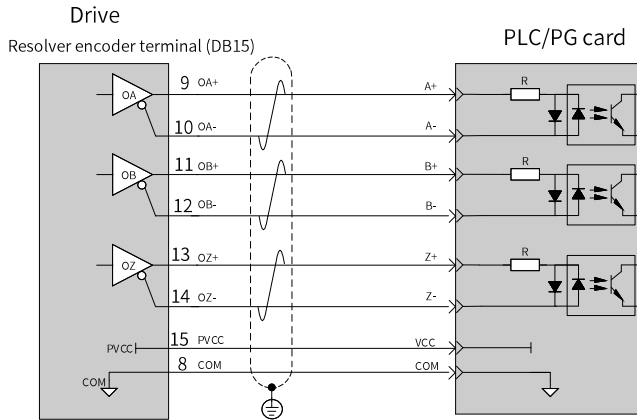 Drive
Resolver encoder terminal (DB15)
PLC/PG card
OA 9 OA+ A+ R
10 OA- A-
OB 11 OB+ B+ R
12 OB- B-
OZ 13 OZ+ Z+ R
14 OZ- Z-
PVCC 15 PVCC VCC
COM 8 COM COM